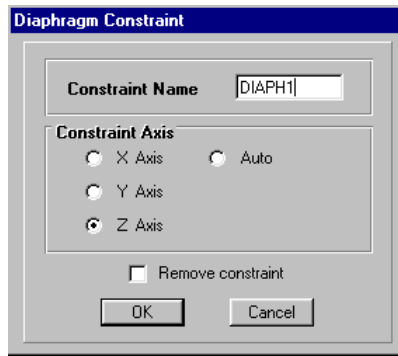 Diaphragm Constraint
Constraint Name DIAPH1
Constraint Axis
X Axis Auto
Y Axis
Z Axis
Remove constraint
OK Cancel